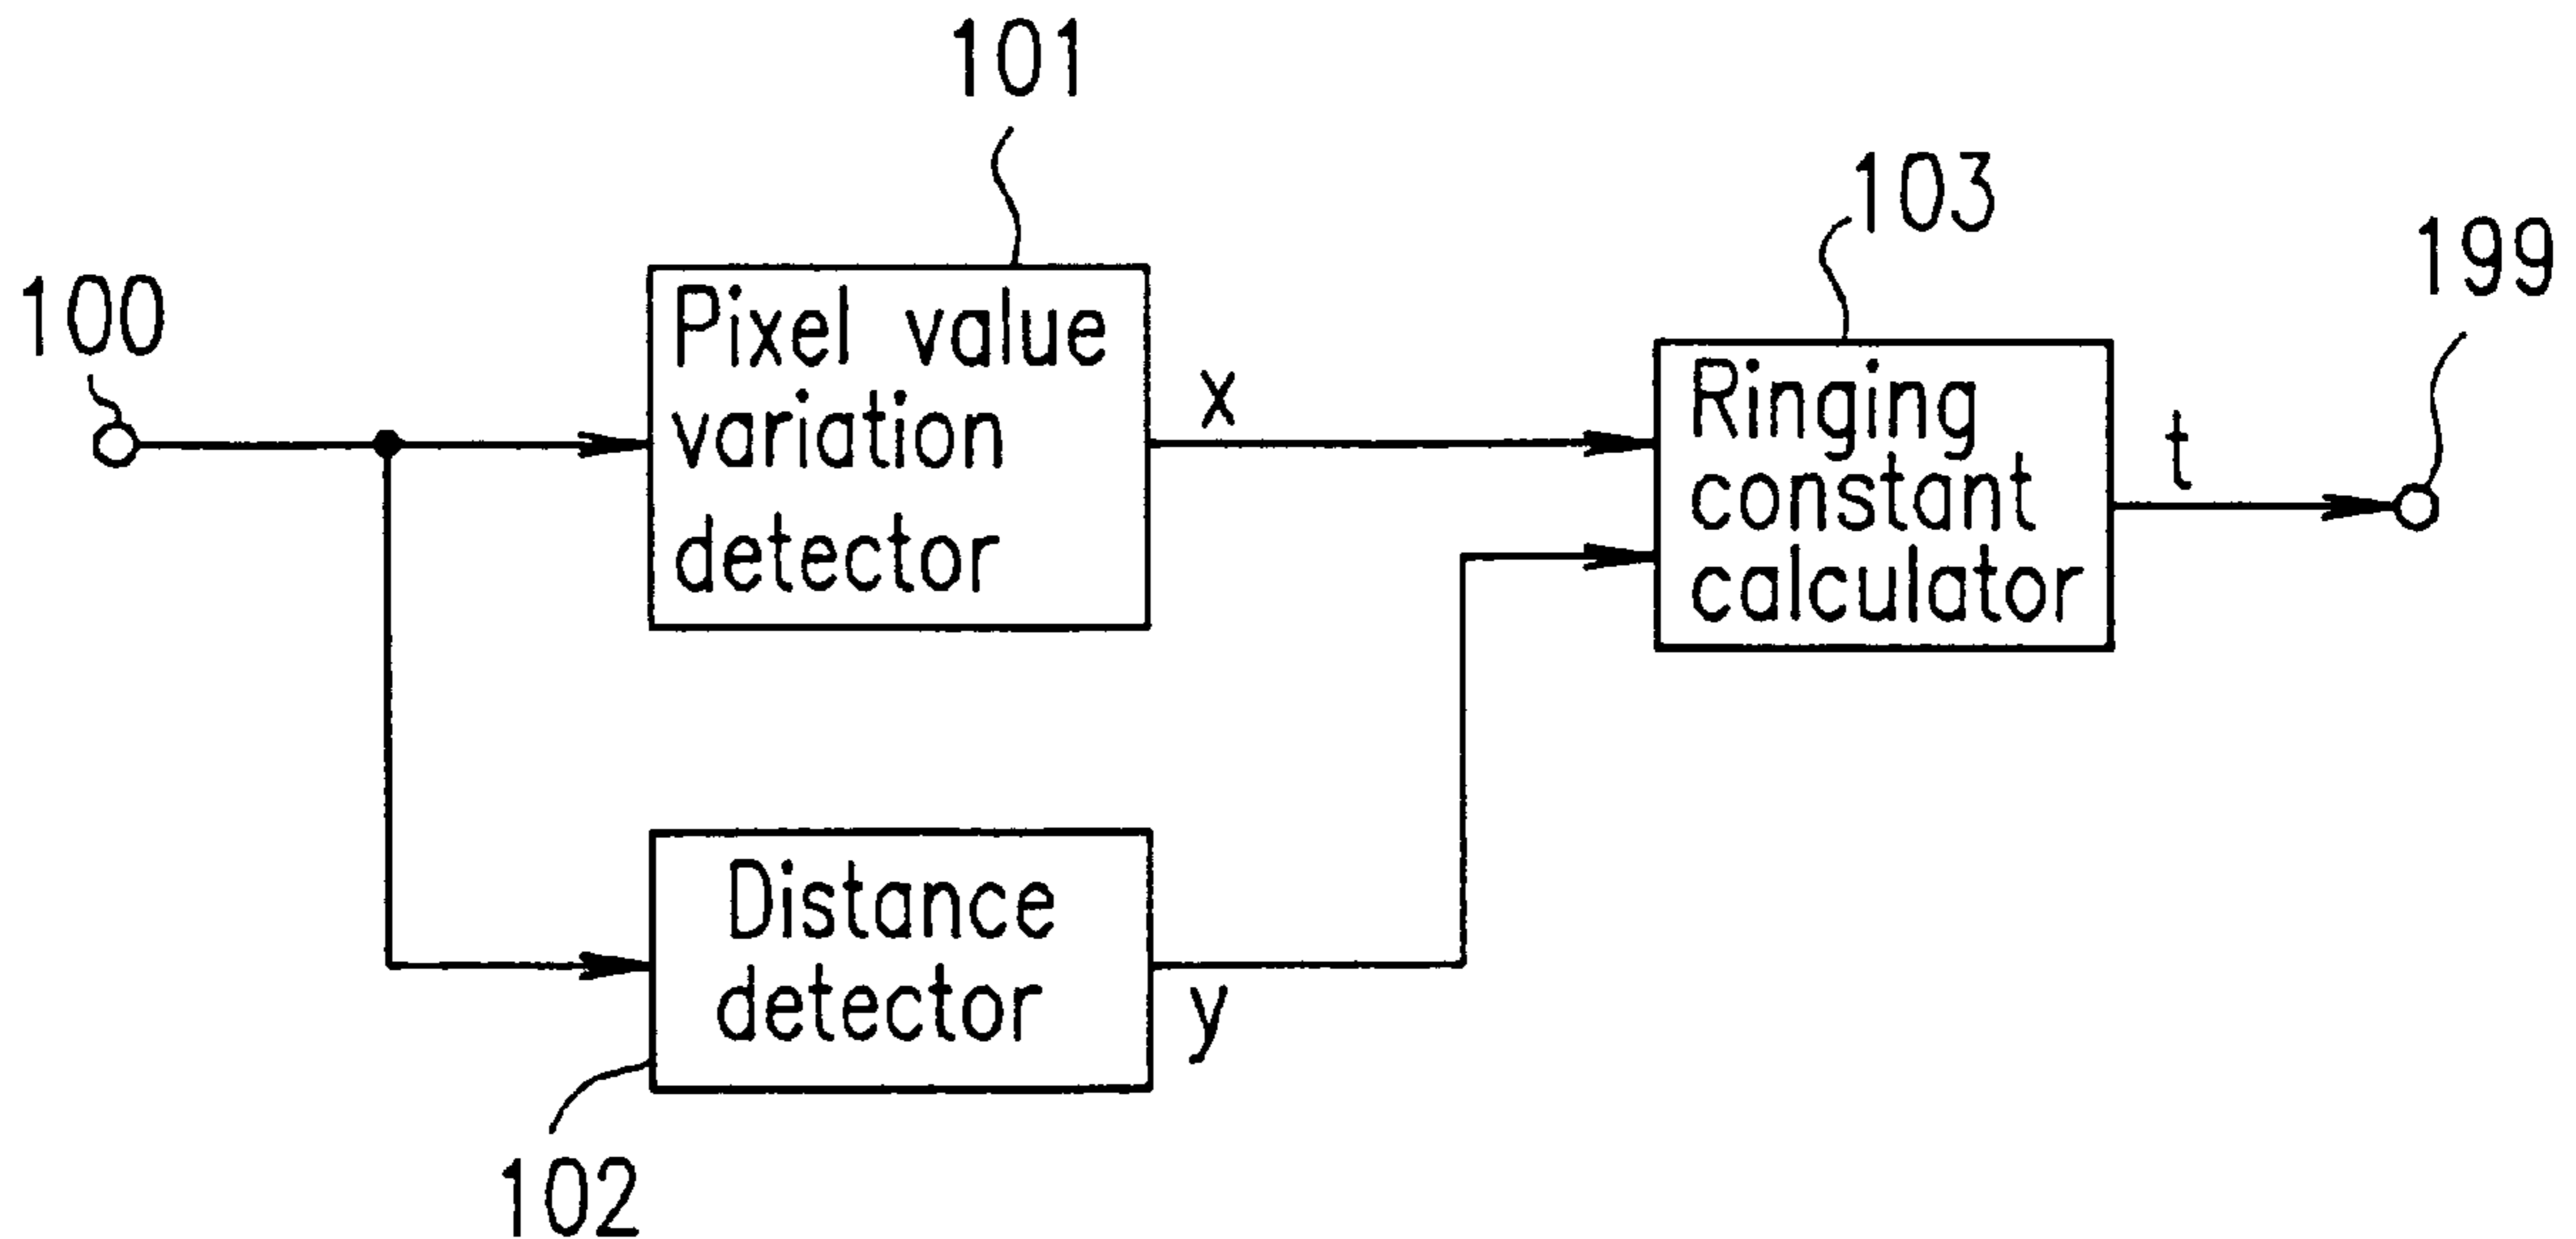 101
103
199
100
Pixel value
variation
detector
x
Ringing
constant
calculator
t
Distance
detector
y
102